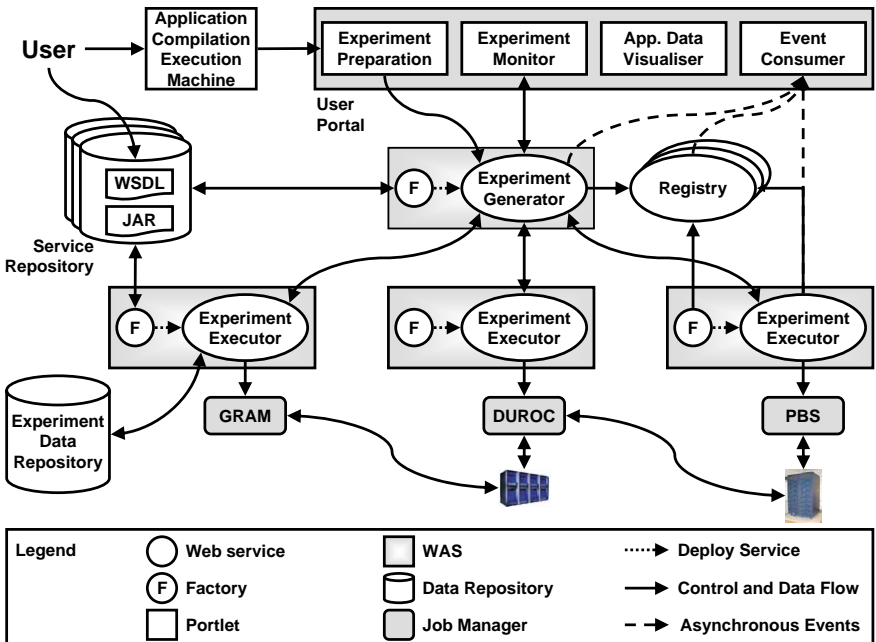 User
Application
Compilation
Execution
Machine
Experiment
Preparation
Experiment
Monitor
App. Data
Visualiser
Event
Consumer
User
Portal
WSDL
JAR
Service
Repository
F
Experiment
Generator
Registry
F
Experiment
Executor
F
Experiment
Executor
F
Experiment
Executor
Experiment
Data
Repository
GRAM
DUROC
PBS
Legend
Web service
WAS
Deploy Service
F
Factory
Data Repository
Control and Data Flow
Portlet
Job Manager
Asynchronous Events